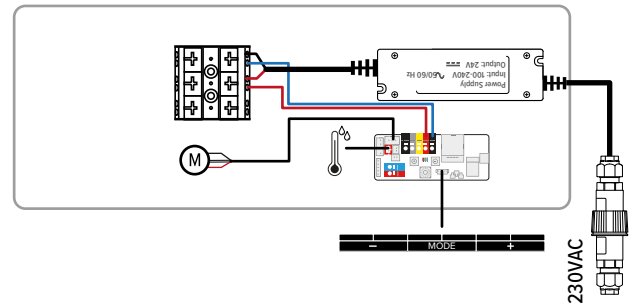 Power Supply
Input: 100-240V 50/60 Hz
Output: 24V
M
− MODE +
230VAC